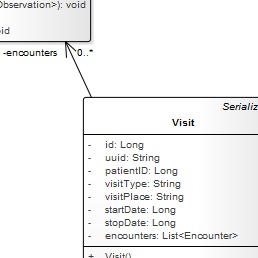 Observation>): void
id
-encounters 0..*
Serializ
Visit
- id: Long
- uuid: String
- patientID: Long
- visitType: String
- visitPlace: String
- startDate: Long
- stopDate: Long
- encounters: List<Encounter>
+ Visit()